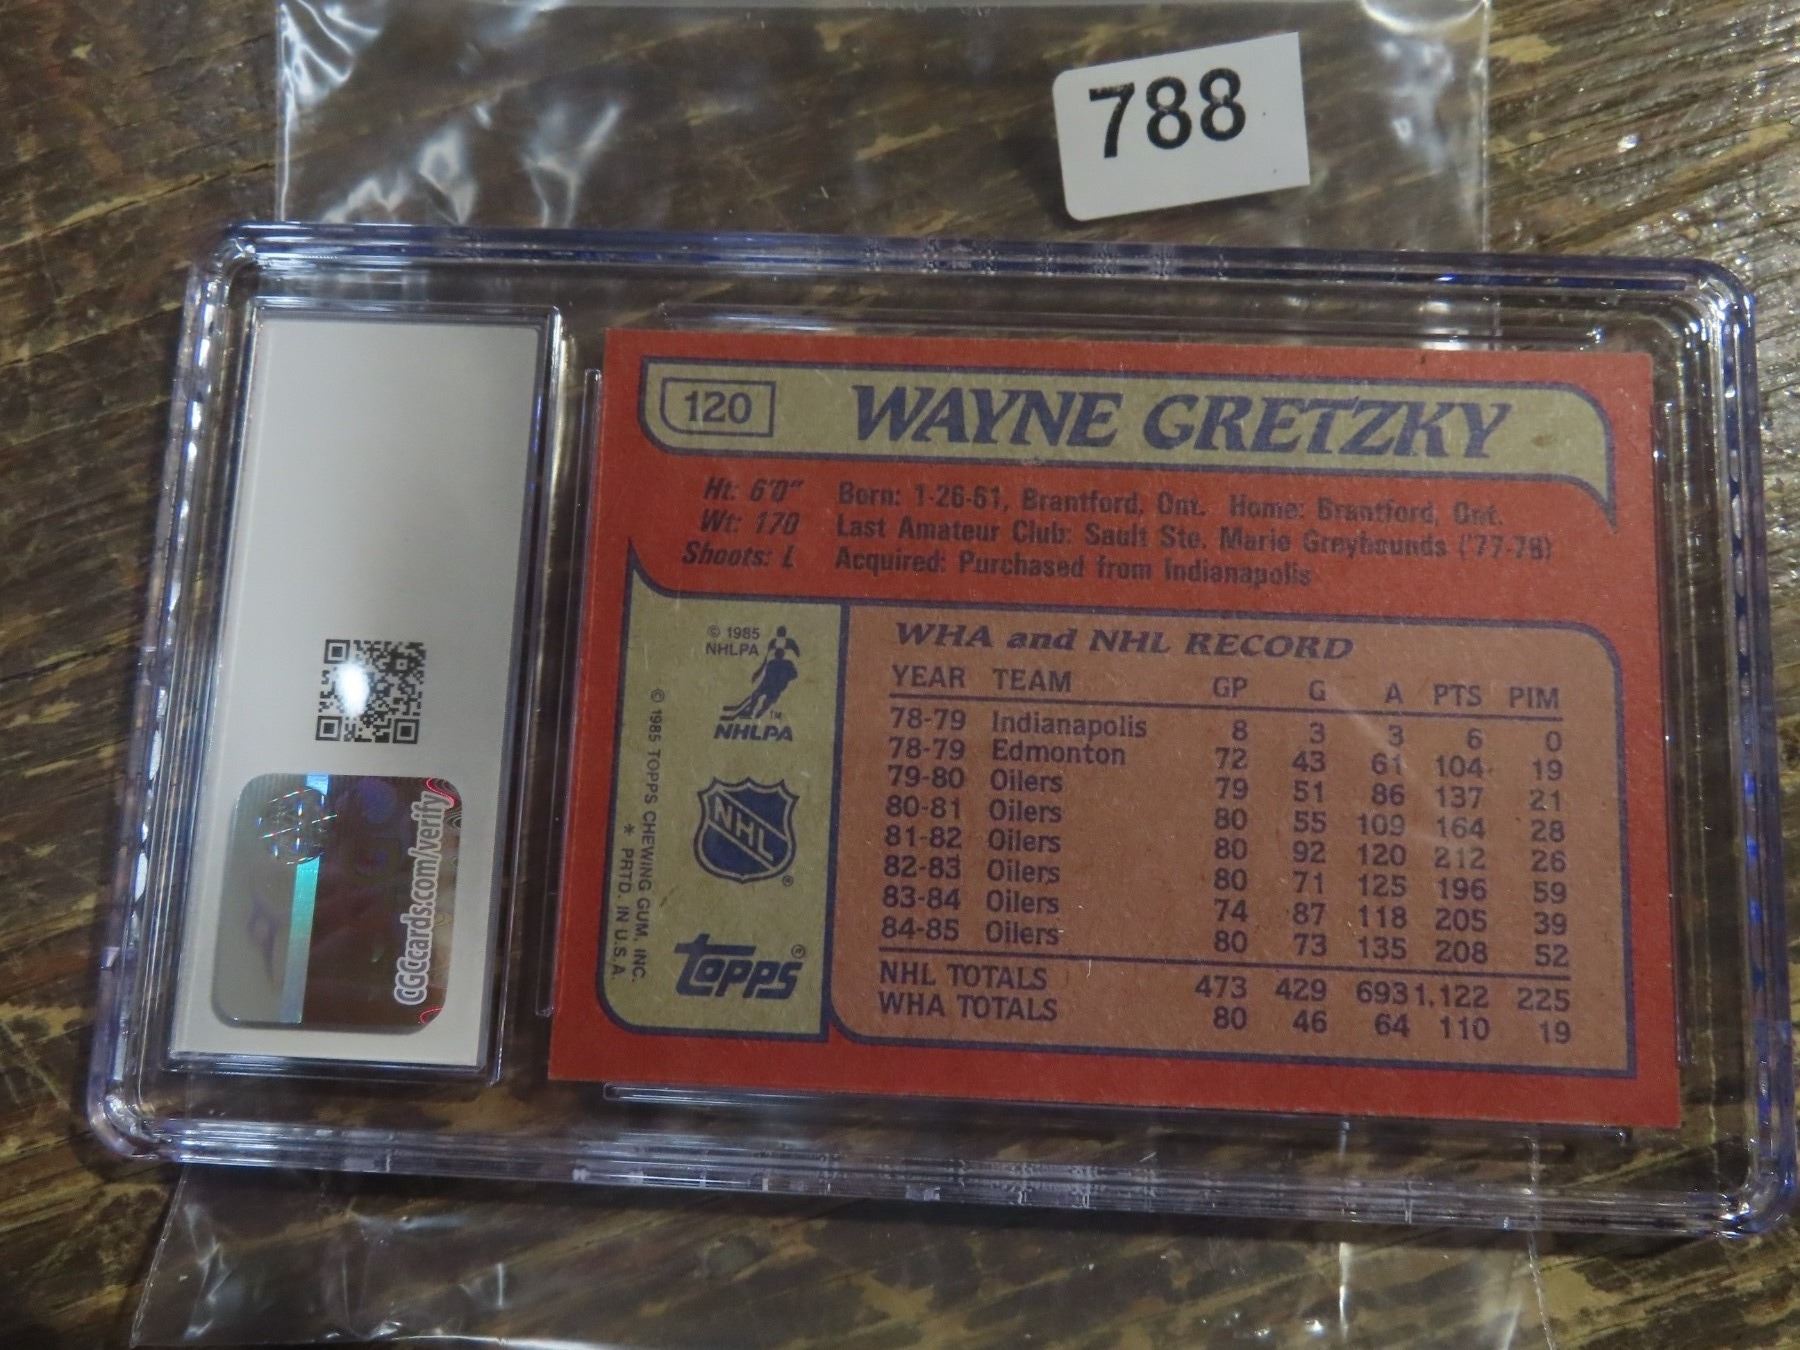 788
120 WAYNE GRETZKY
Ht: 6'0" Born: 1-26-61, Brantford, Ont. Home: Brantford, Ont.
Wt: 170 Last Amateur Club: Sault Ste. Marie Greyhounds ('77-78)
Shoots: L Acquired: Purchased from Indianapolis
© 1985
NHLPA
TM
NHLPA
NHL
®
topps®
© 1985 TOPPS CHEWING GUM, INC.
* PRTD. IN U.S.A.
WHA and NHL RECORD
YEAR TEAM GP G A PTS PIM
78-79 Indianapolis 8 3 3 6 0
78-79 Edmonton 72 43 61 104 19
79-80 Oilers 79 51 86 137 21
80-81 Oilers 80 55 109 164 28
81-82 Oilers 80 92 120 212 26
82-83 Oilers 80 71 125 196 59
83-84 Oilers 74 87 118 205 39
84-85 Oilers 80 73 135 208 52
NHL TOTALS 473 429 693 1,122 225
WHA TOTALS 80 46 64 110 19
CGCcards.com/verify